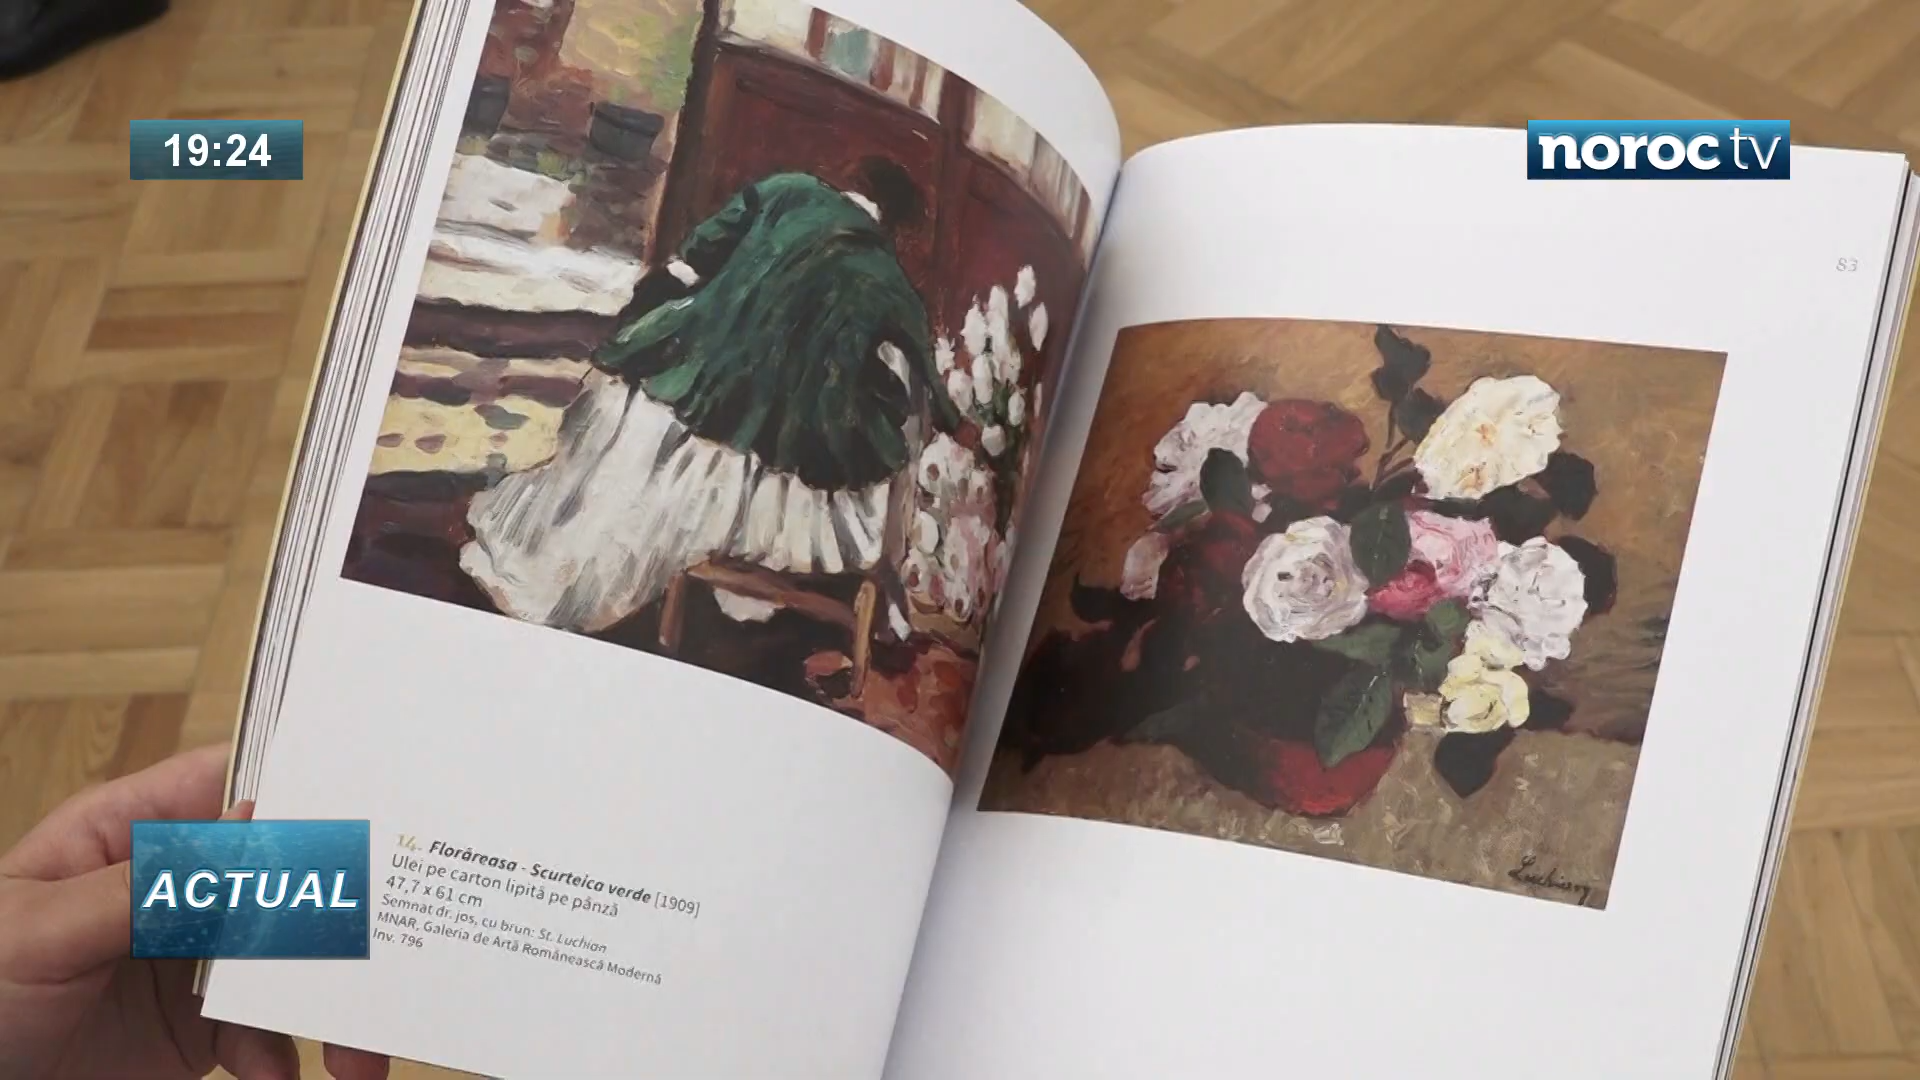 19:24
noroc tv
83
14. Florăreasa - Scurteica verde [1909]
Ulei pe carton lipită pe pânză
47,7 x 61 cm
Semnat dr. jos, cu brun: St. Luchian
MNAR, Galeria de Artă Românească Modernă
Inv. 796
Luchian
ACTUAL